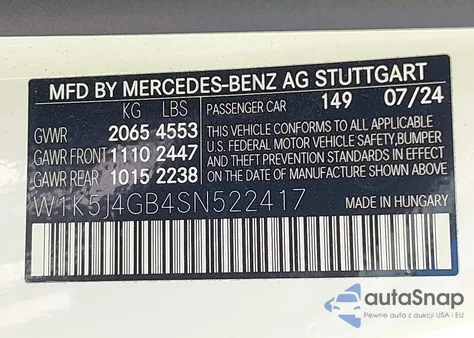 MFD BY MERCEDES-BENZ AG STUTTGART
KG LBS
PASSENGER CAR 149 07/24
GVWR 2065 4553
GAWR FRONT 1110 2447
GAWR REAR 1015 2238
THIS VEHICLE CONFORMS TO ALL APPLICABLE
U.S. FEDERAL MOTOR VEHICLE SAFETY, BUMPER
AND THEFT PREVENTION STANDARDS IN EFFECT ON
THE DATE OF MANUFACTURE SHOWN ABOVE
W1K5J4GB4SN522417
MADE IN HUNGARY
autoSnap
Pewne auta z aukcji USA i EU